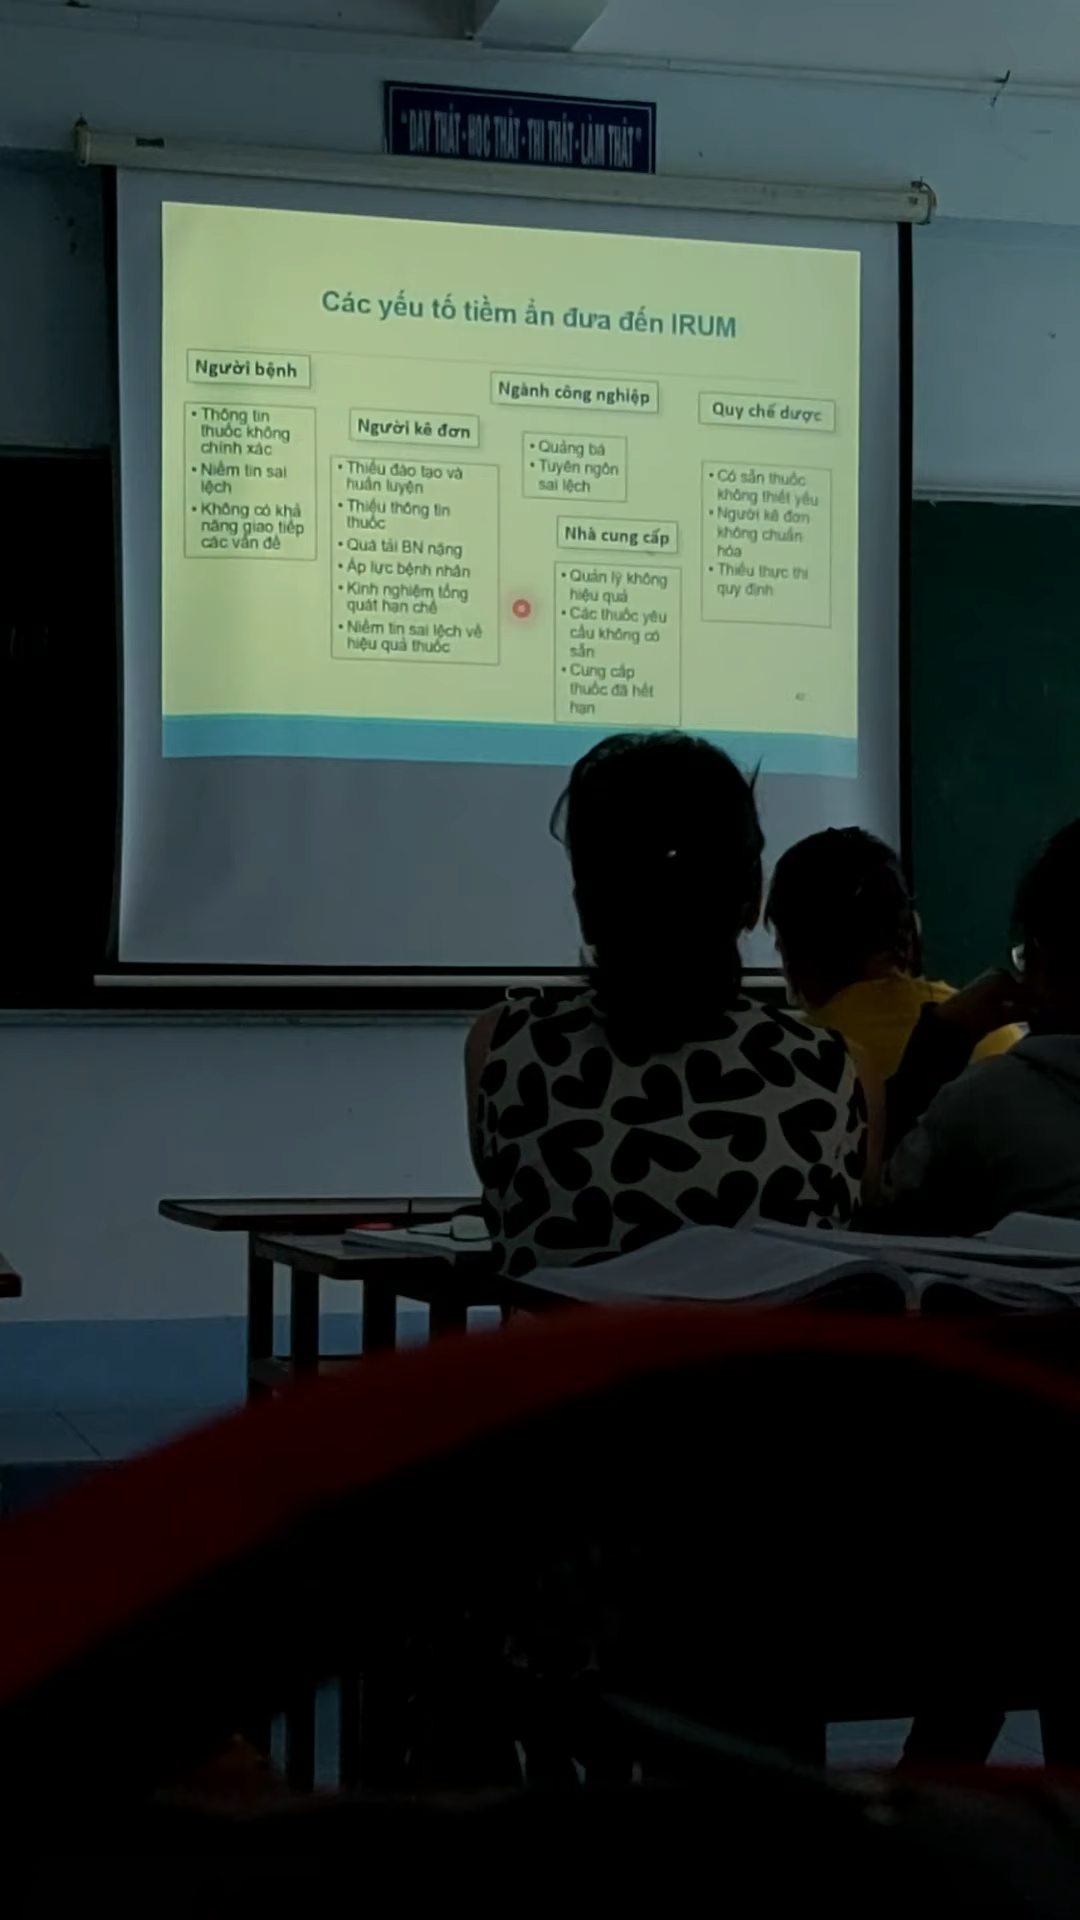 "DẠY THẬT - HỌC THẬT - THI THẬT - LÀM THẬT"
Các yếu tố tiềm ẩn đưa đến IRUM
Người bệnh
• Thông tin
thuốc không
chính xác
• Niềm tin sai
lệch
• Không có khả
năng giao tiếp
các vấn đề
Người kê đơn
• Thiếu đào tạo và
huấn luyện
• Thiếu thông tin
thuốc
• Quá tải BN nặng
• Áp lực bệnh nhân
• Kinh nghiệm tổng
quát hạn chế
• Niềm tin sai lệch về
hiệu quả thuốc
Ngành công nghiệp
• Quảng bá
• Tuyên ngôn
sai lệch
Nhà cung cấp
• Quản lý không
hiệu quả
• Các thuốc yêu
cầu không có
sẵn
• Cung cấp
thuốc đã hết
hạn
Quy chế dược
• Có sẵn thuốc
không thiết yếu
• Người kê đơn
không chuẩn
hóa
• Thiếu thực thi
quy định